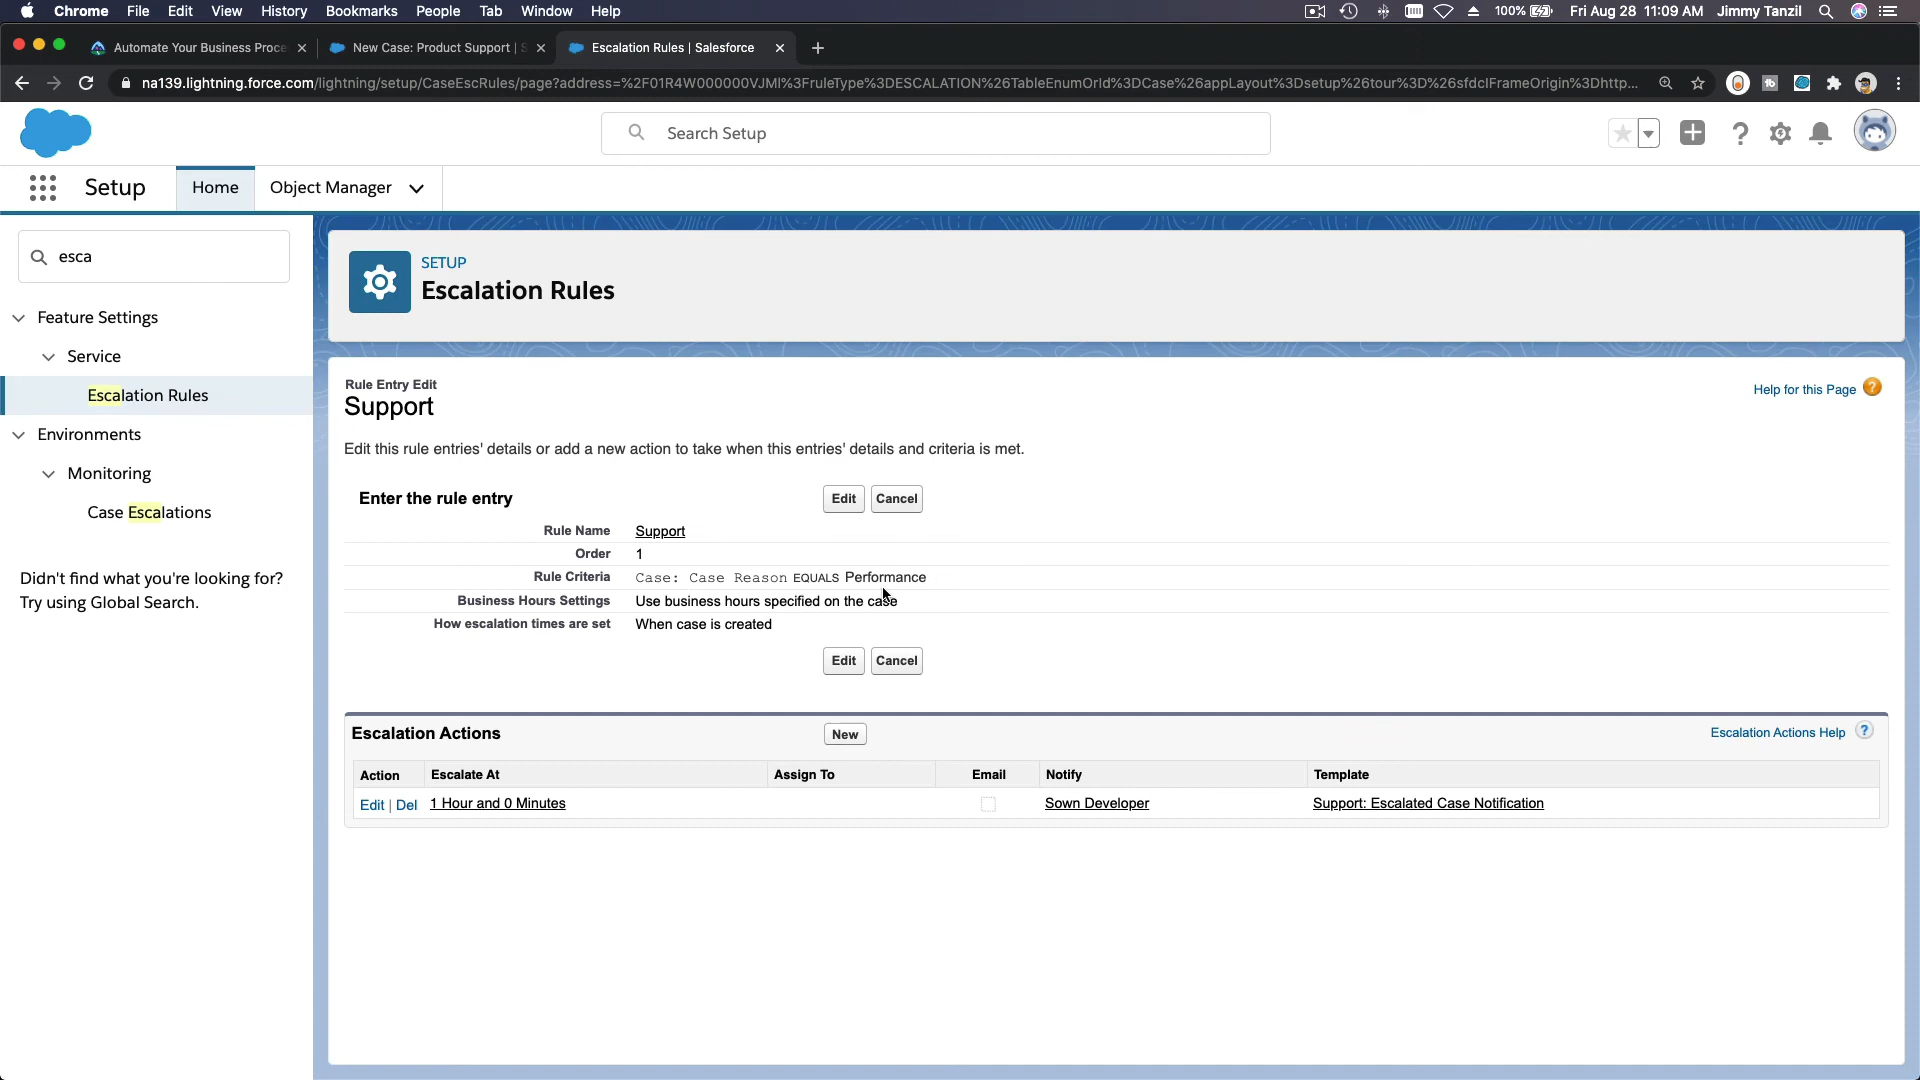 Chrome File Edit View History Bookmarks People Tab Window Help 100% Fri Aug 28 11:09 AM Jimmy Tanzil
Automate Your Business Proce New Case: Product Support | S Escalation Rules | Salesforce
na139.lightning.force.com/lightning/setup/CaseEscRules/page?address=%2F01R4W000000VJMl%3FruleType%3DESCALATION%26TableEnumOrId%3DCase%26appLayout%3Dsetup%26tour%3D%26sfdcIFrameOrigin%3Dhttp...
Search Setup
Setup Home Object Manager
esca
Feature Settings
Service
Escalation Rules
Environments
Monitoring
Case Escalations
Didn't find what you're looking for?
Try using Global Search.
SETUP
Escalation Rules
Rule Entry Edit
Support
Help for this Page
Edit this rule entries' details or add a new action to take when this entries' details and criteria is met.
Enter the rule entry Edit Cancel
Rule Name Support
Order 1
Rule Criteria Case: Case Reason EQUALS Performance
Business Hours Settings Use business hours specified on the case
How escalation times are set When case is created
Edit Cancel
Escalation Actions New Escalation Actions Help ?
Action Escalate At Assign To Email Notify Template
Edit | Del 1 Hour and 0 Minutes Sown Developer Support: Escalated Case Notification